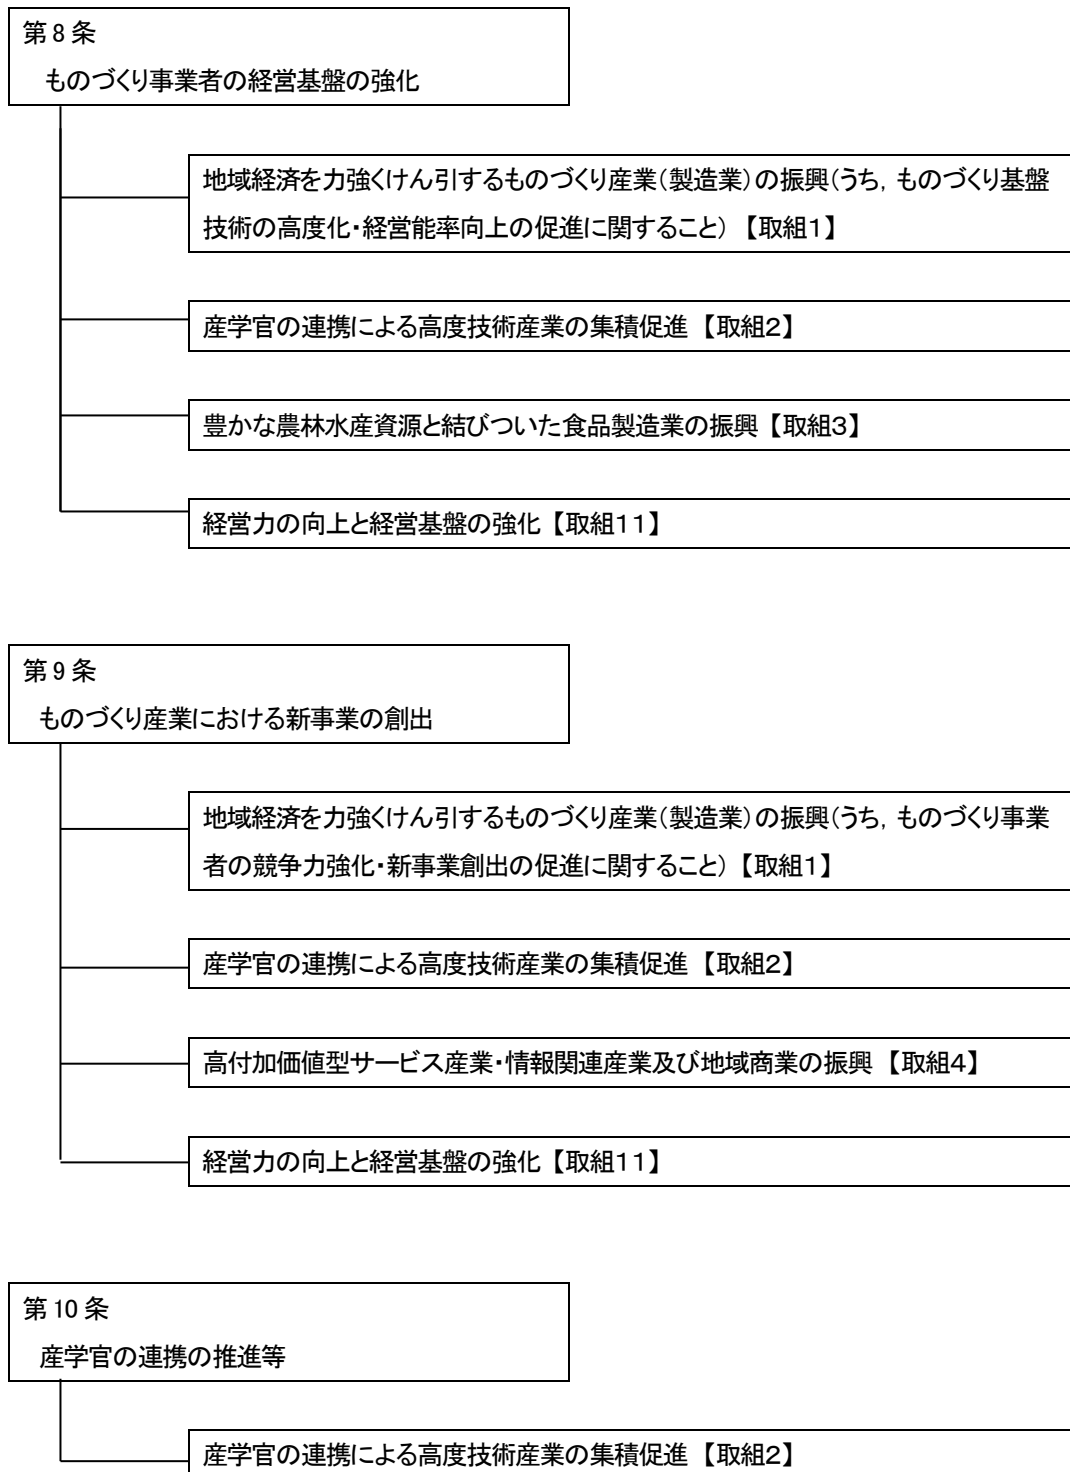 第8条
ものづくり事業者の経営基盤の強化
地域経済を力強くけん引するものづくり産業（製造業）の振興（うち，ものづくり基盤
技術の高度化・経営能率向上の促進に関すること）【取組１】
産学官の連携による高度技術産業の集積促進 【取組２】
豊かな農林水産資源と結びついた食品製造業の振興 【取組３】
経営力の向上と経営基盤の強化 【取組１１】
第9条
ものづくり産業における新事業の創出
地域経済を力強くけん引するものづくり産業（製造業）の振興（うち，ものづくり事業
者の競争力強化・新事業創出の促進に関すること）【取組１】
産学官の連携による高度技術産業の集積促進 【取組２】
高付加価値型サービス産業・情報関連産業及び地域商業の振興 【取組４】
経営力の向上と経営基盤の強化 【取組１１】
第10条
産学官の連携の推進等
産学官の連携による高度技術産業の集積促進 【取組２】